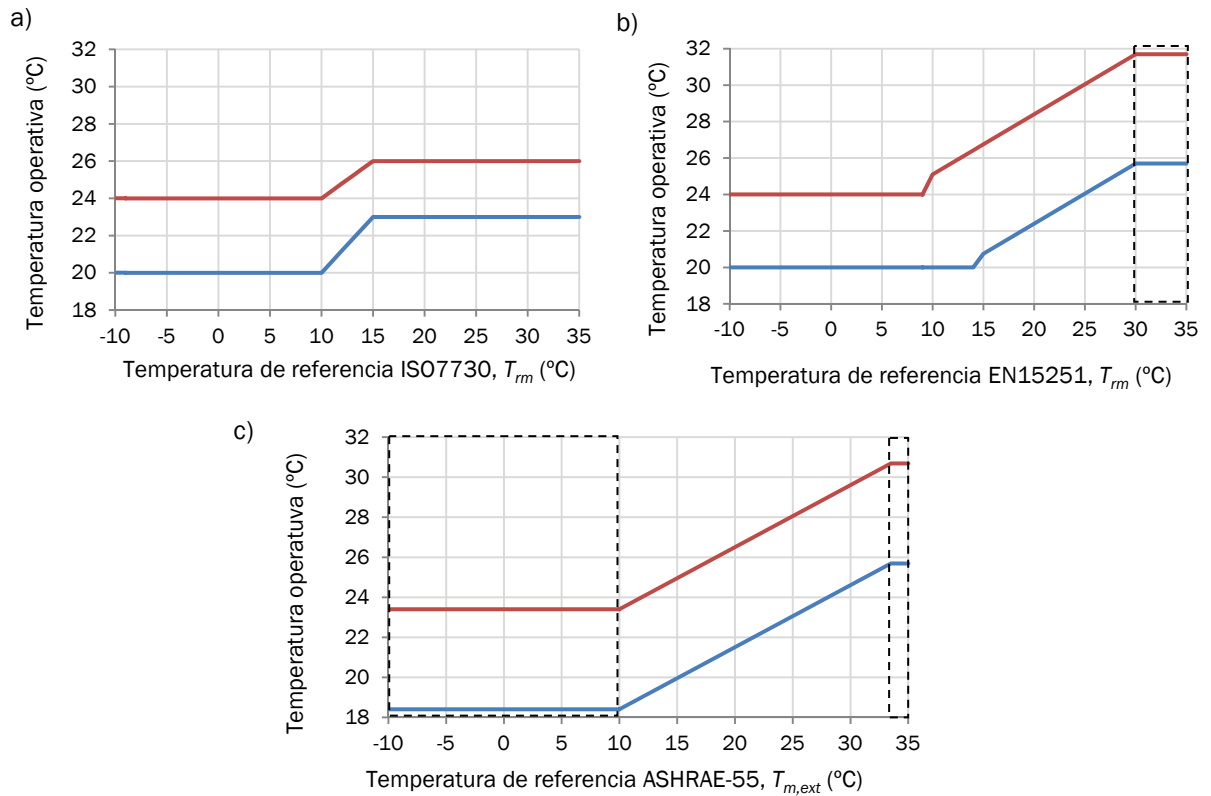 a)
Temperatura operativa (ºC)
32
30
28
26
24
22
20
18
-10 -5 0 5 10 15 20 25 30 35
Temperatura de referencia ISO7730, Trm (ºC)
b)
Temperatura operativa (ºC)
32
30
28
26
24
22
20
18
-10 -5 0 5 10 15 20 25 30 35
Temperatura de referencia EN15251, Trm (ºC)
c)
Temperatura operatuva (ºC)
32
30
28
26
24
22
20
18
-10 -5 0 5 10 15 20 25 30 35
Temperatura de referencia ASHRAE-55, Tm,ext (ºC)